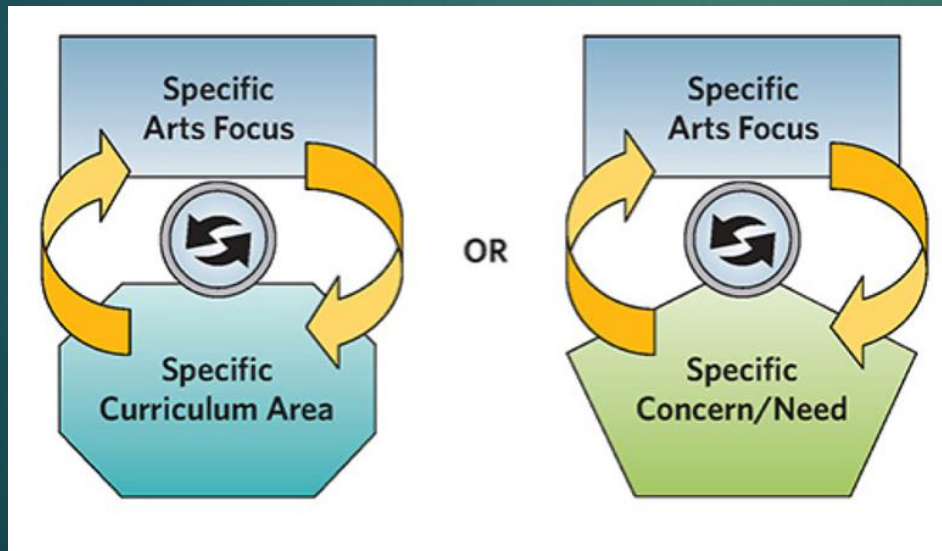 Specific
Arts Focus
Specific
Curriculum Area
OR
Specific
Arts Focus
Specific
Concern/Need